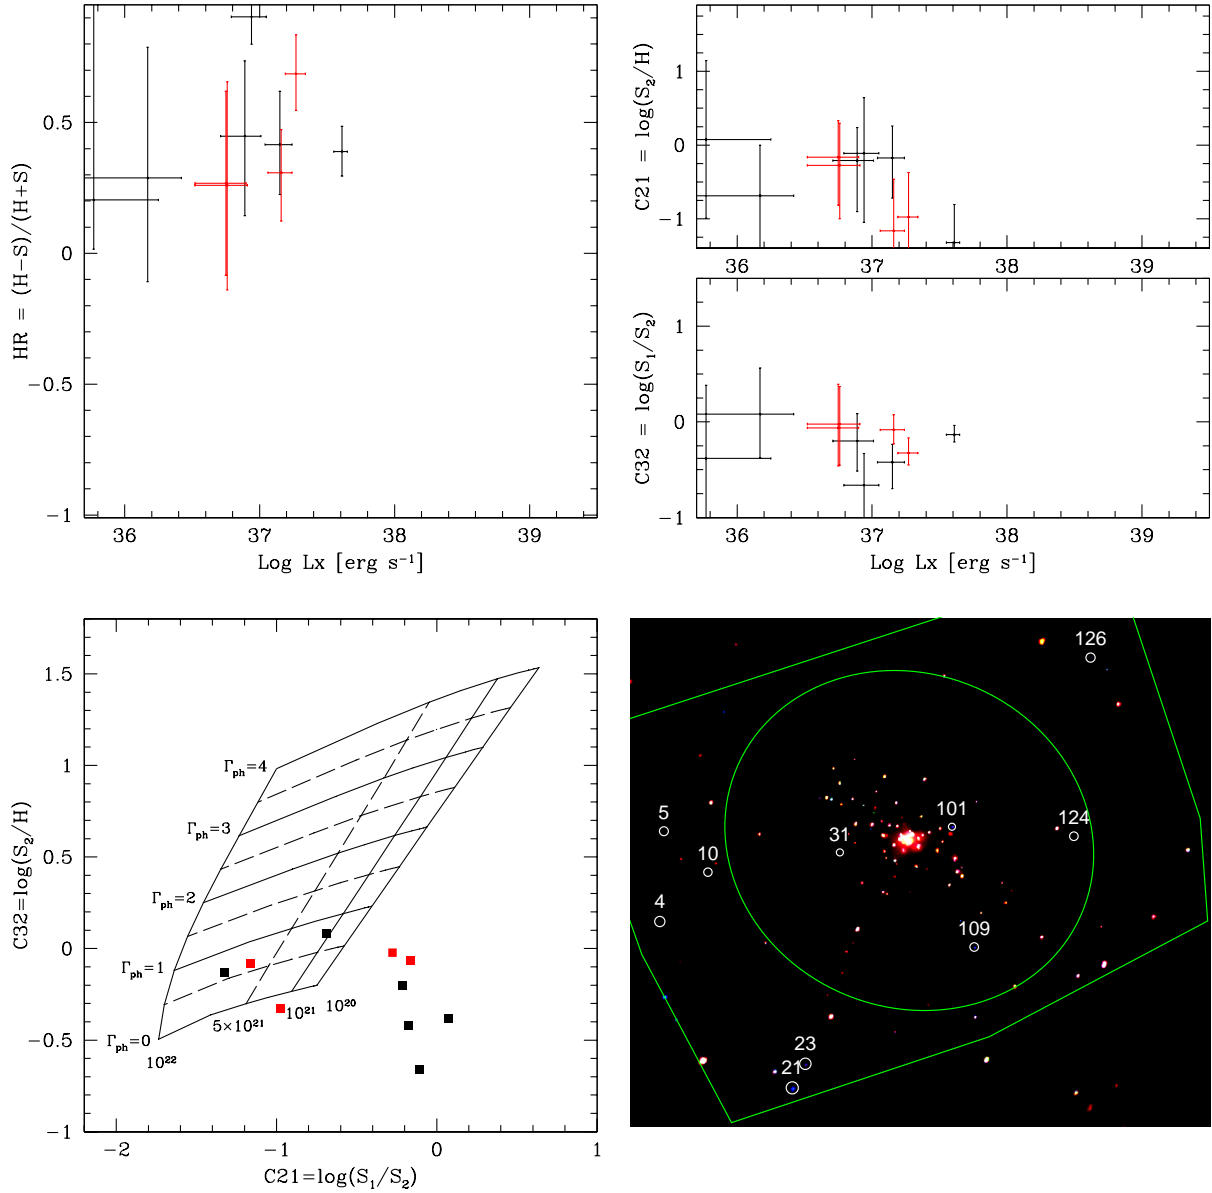 0.5
0
−0.5
−1
HR = (H−S)/(H+S)
36 37 38 39
Log Lx [erg s⁻¹]
1
0
−1
C21 = log(S₂/H)
36 37 38 39
1
0
−1
C32 = log(S₁/S₂)
36 37 38 39
Log Lx [erg s⁻¹]
1.5
1
0.5
0
−0.5
−1
C32=log(S₂/H)
Γph=4
Γph=3
Γph=2
Γph=1
Γph=0
10²²
5×10²¹
10²¹
10²⁰
−2 −1 0 1
C21=log(S₁/S₂)
126
5
101
124
31
10
4
109
23
21